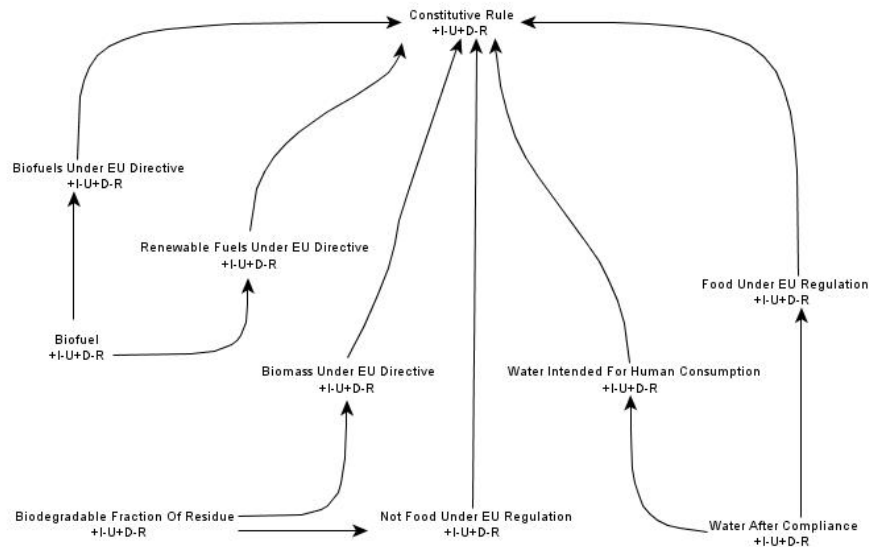 Constitutive Rule
+I-U+D-R
Biofuels Under EU Directive
+I-U+D-R
Renewable Fuels Under EU Directive
+I-U+D-R
Food Under EU Regulation
+I-U+D-R
Biofuel
+I-U+D-R
Biomass Under EU Directive
+I-U+D-R
Water Intended For Human Consumption
+I-U+D-R
Biodegradable Fraction Of Residue
+I-U+D-R
Not Food Under EU Regulation
+I-U+D-R
Water After Compliance
+I-U+D-R